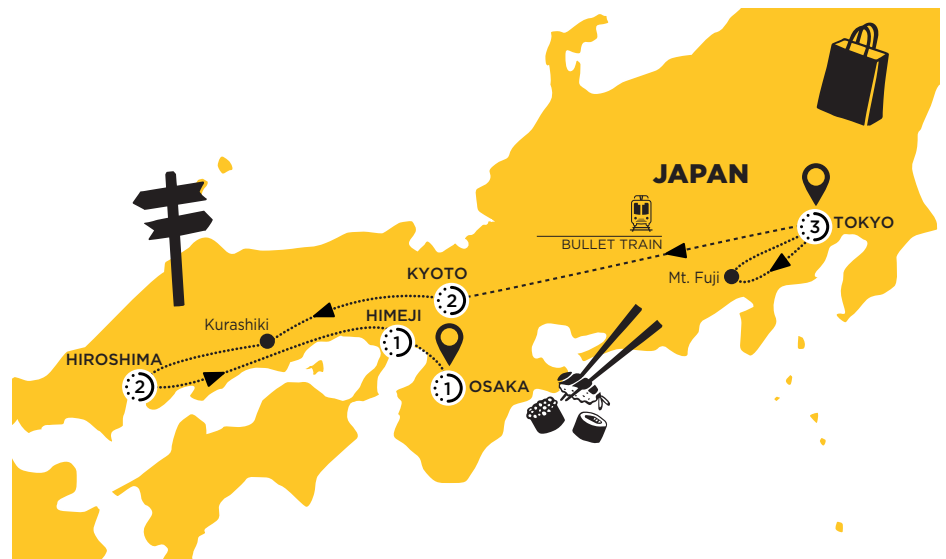 JAPAN
3
TOKYO
BULLET TRAIN
Mt. Fuji
KYOTO
2
HIMEJI
1
Kurashiki
HIROSHIMA
2
1
OSAKA